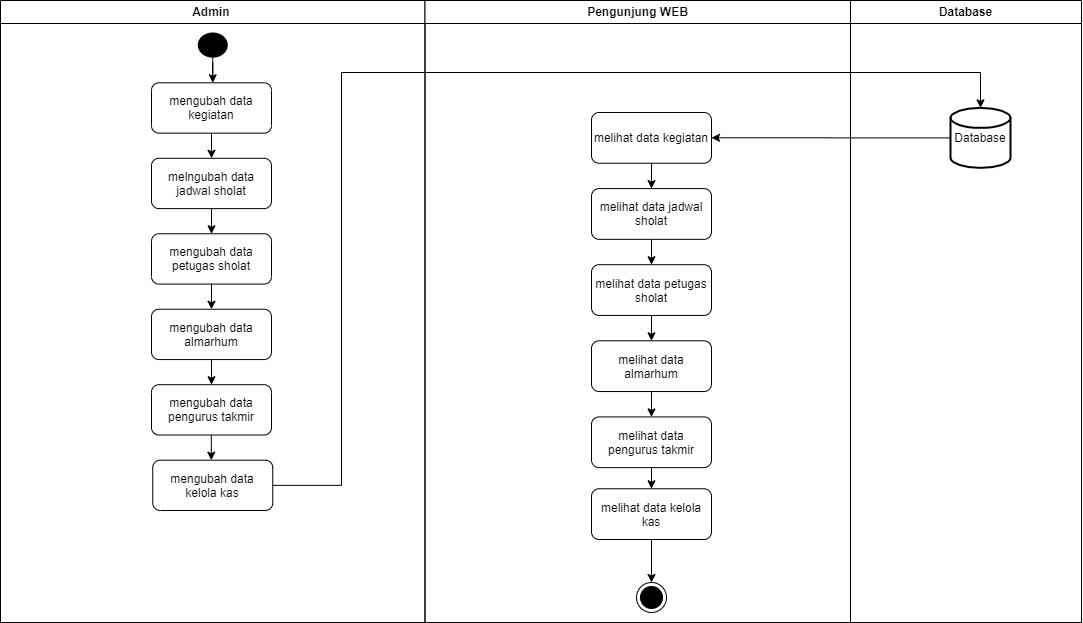 Admin
Pengunjung WEB
Database
mengubah data
kegiatan
melngubah data
jadwal sholat
mengubah data
petugas sholat
mengubah data
almarhum
mengubah data
pengurus takmir
mengubah data
kelola kas
melihat data kegiatan
melihat data jadwal
sholat
melihat data petugas
sholat
melihat data
almarhum
melihat data
pengurus takmir
melihat data kelola
kas
Database